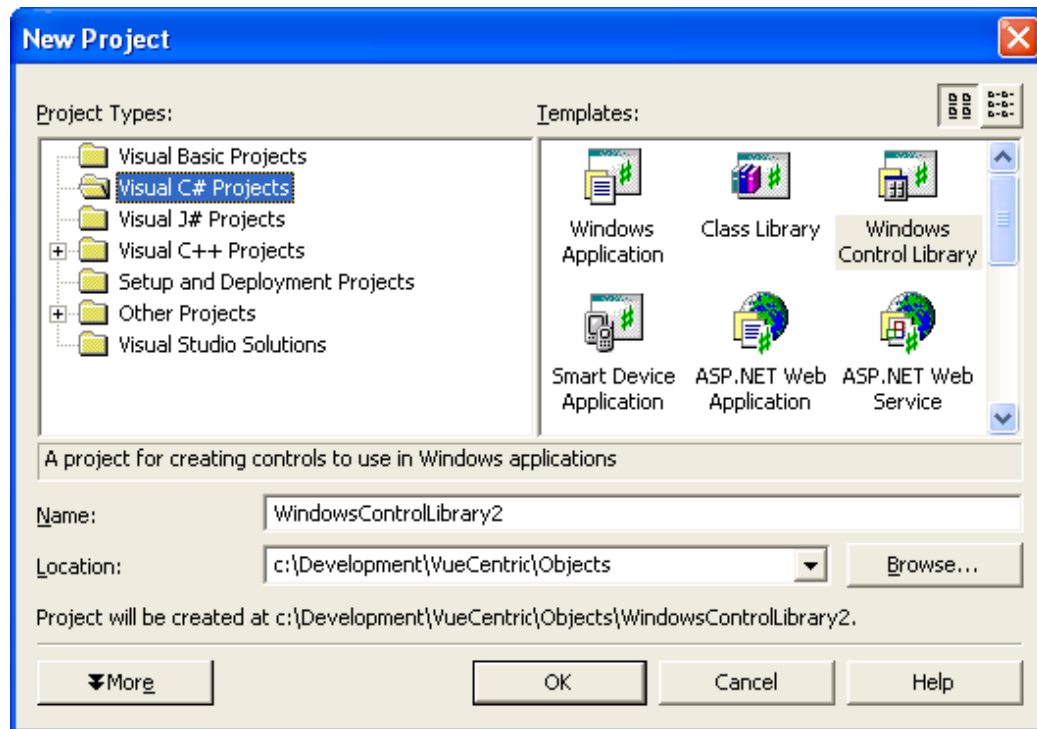 New Project
Project Types:
Templates:
Visual Basic Projects
Visual C# Projects
Visual J# Projects
Visual C++ Projects
Setup and Deployment Projects
Other Projects
Visual Studio Solutions
Windows
Application
Class Library
Windows
Control Library
Smart Device
Application
ASP.NET Web
Application
ASP.NET Web
Service
A project for creating controls to use in Windows applications
Name:
WindowsControlLibrary2
Location:
c:\Development\VueCentric\Objects
Browse...
Project will be created at c:\Development\VueCentric\Objects\WindowsControlLibrary2.
More
OK
Cancel
Help